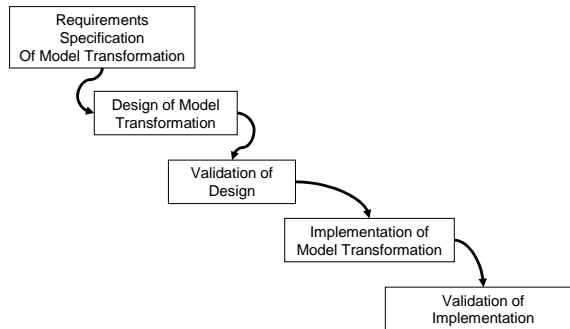 Requirements
Specification
Of Model Transformation
Design of Model
Transformation
Validation of
Design
Implementation of
Model Transformation
Validation of
Implementation